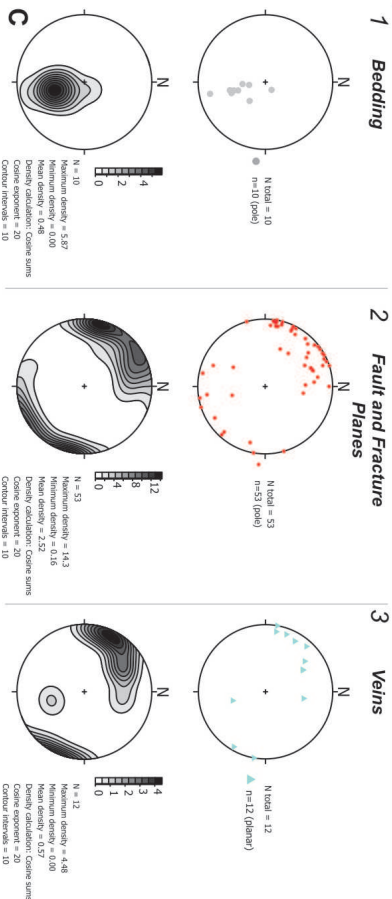 C
1
Bedding
N
N total = 10
n=10 (pole)
N
0
2
4
N = 10
Maximum density = 5.87
Minimum density = 0.00
Mean density = 0.48
Density calculation: Cosine sums
Cosine exponent = 20
Contour intervals = 10
2
Fault and Fracture
Planes
N
N total = 53
n=53 (pole)
N
0
4
8
12
N = 53
Maximum density = 14.3
Minimum density = 0.16
Mean density = 2.52
Density calculation: Cosine sums
Cosine exponent = 20
Contour intervals = 10
3
Veins
N
N total = 12
n=12 (planar)
N
0
1
2
3
4
N = 12
Maximum density = 4.48
Minimum density = 0.00
Mean density = 0.57
Density calculation: Cosine sums
Cosine exponent = 20
Contour intervals = 10